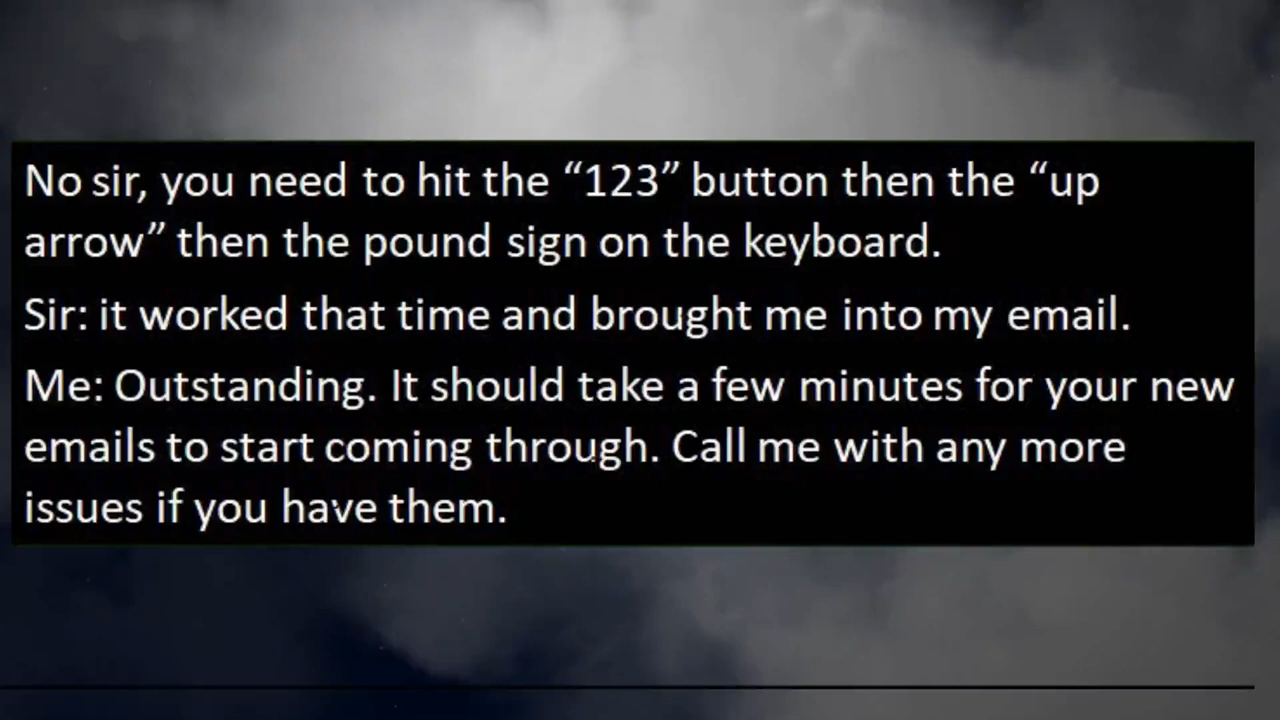 No sir, you need to hit the “123” button then the “up
arrow” then the pound sign on the keyboard.
Sir: it worked that time and brought me into my email.
Me: Outstanding. It should take a few minutes for your new
emails to start coming through. Call me with any more
issues if you have them.